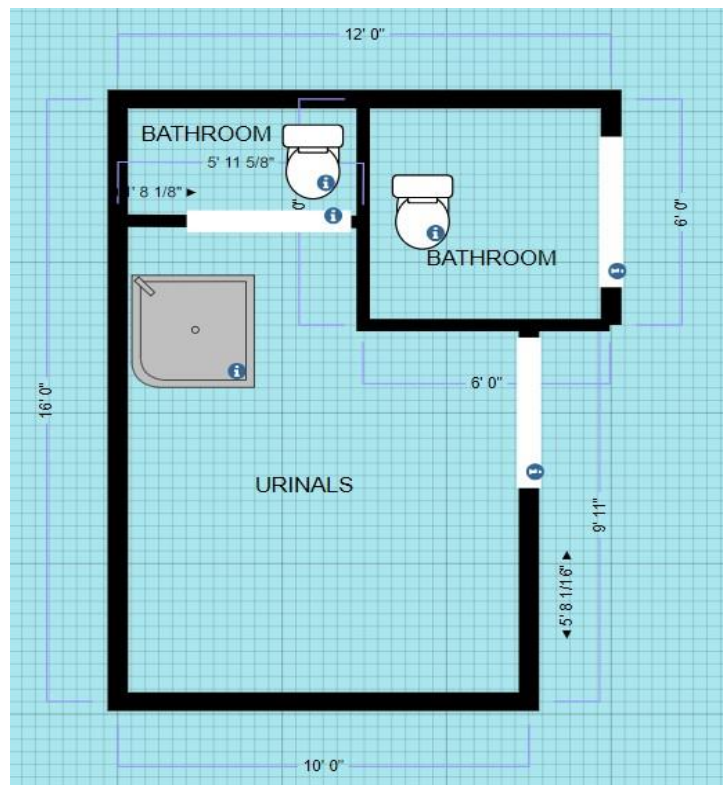 12' 0"
BATHROOM
5' 11 5/8"
1' 8 1/8"
0"
BATHROOM
6' 0"
6' 0"
16' 0"
URINALS
9' 11"
5' 8 1/16"
10' 0"